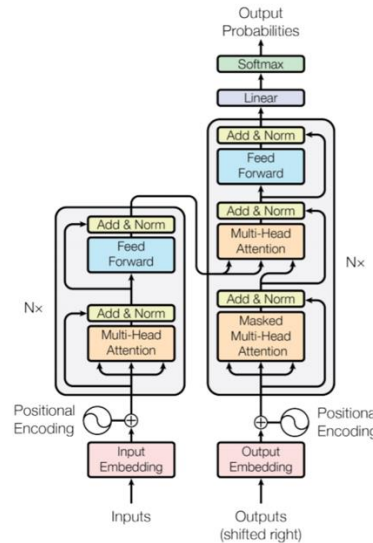 Output
Probabilities
Softmax
Linear
Add & Norm
Feed
Forward
Add & Norm
Multi-Head
Attention
Add & Norm
Masked
Multi-Head
Attention
Nx
Add & Norm
Feed
Forward
Add & Norm
Multi-Head
Attention
Nx
Positional
Encoding
Positional
Encoding
Input
Embedding
Output
Embedding
Inputs
Outputs
(shifted right)